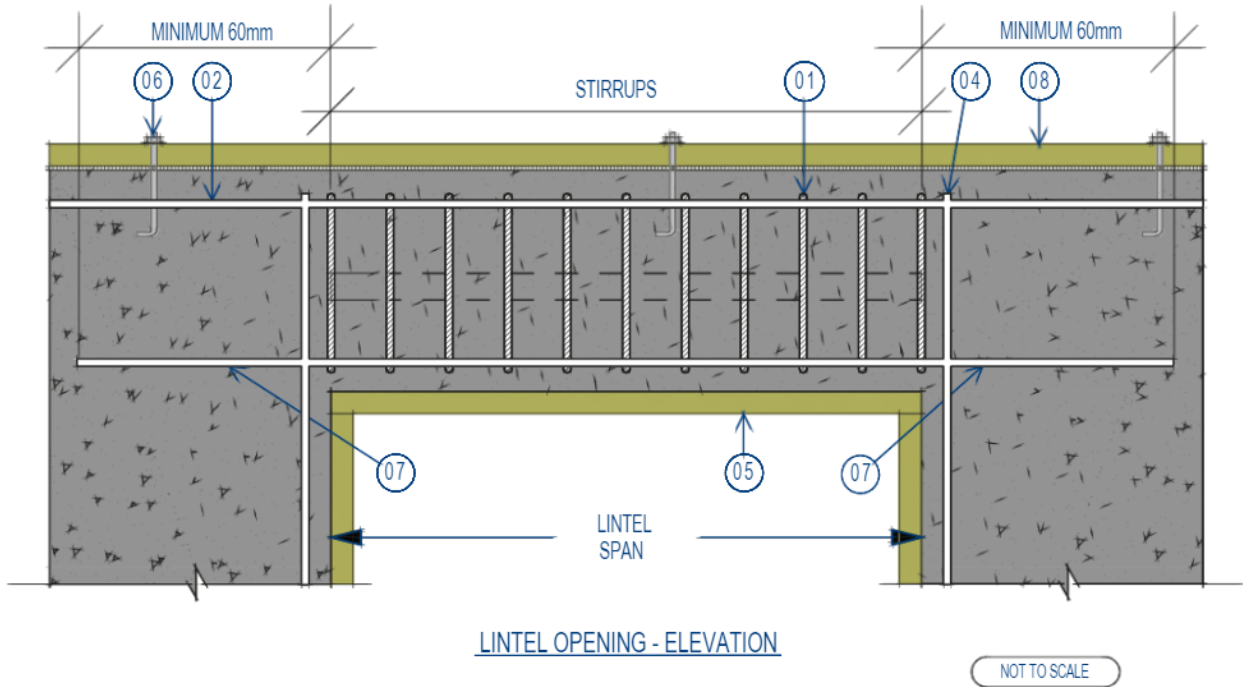 MINIMUM 60mm
MINIMUM 60mm
06
02
STIRRUPS
01
04
08
07
05
07
LINTEL
SPAN
LINTEL OPENING - ELEVATION
NOT TO SCALE